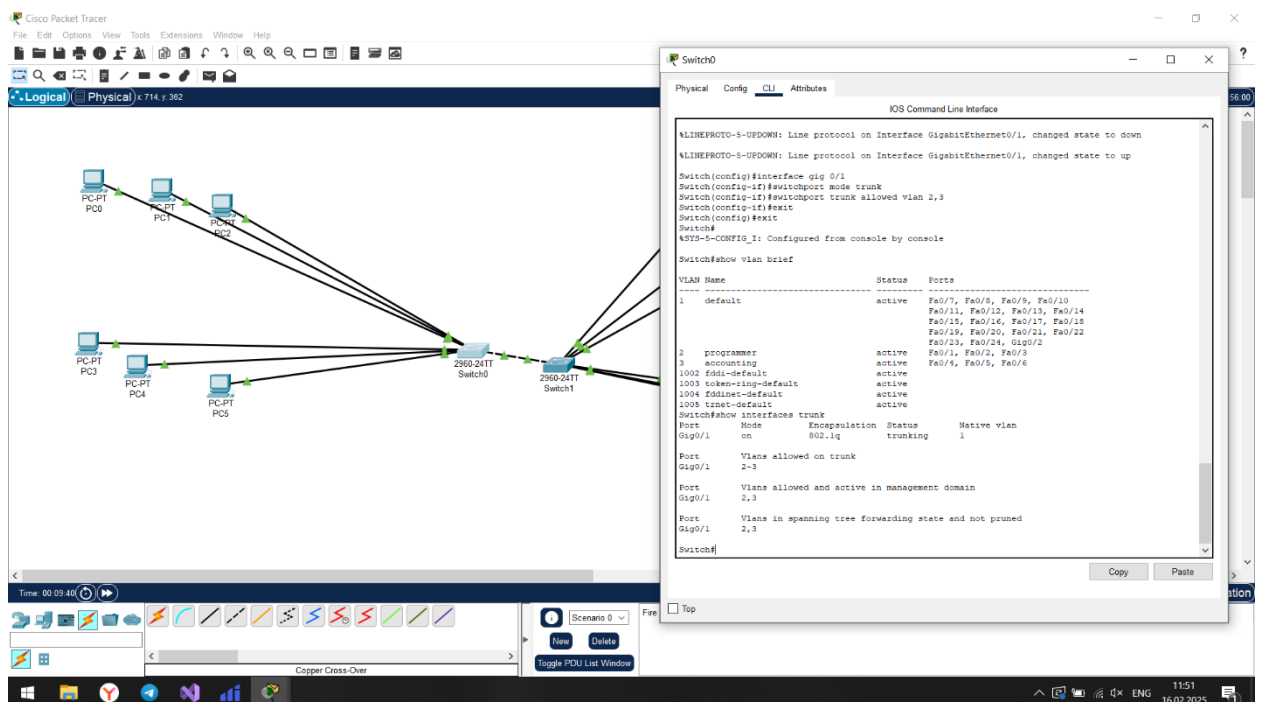 Cisco Packet Tracer
File Edit Options View Tools Extensions Window Help
Logical Physical x: 714, y: 362
56:00
?
PC-PT
PC0
PC-PT
PC1
PC-PT
PC2
PC-PT
PC3
PC-PT
PC4
PC-PT
PC5
2960-24TT
Switch0
2960-24TT
Switch1
Switch0
Physical Config CLI Attributes
IOS Command Line Interface
%LINEPROTO-5-UPDOWN: Line protocol on Interface GigabitEthernet0/1, changed state to down
%LINEPROTO-5-UPDOWN: Line protocol on Interface GigabitEthernet0/1, changed state to up
Switch(config)#interface gig 0/1
Switch(config-if)#switchport mode trunk
Switch(config-if)#switchport trunk allowed vlan 2,3
Switch(config-if)#exit
Switch(config)#exit
Switch#
%SYS-5-CONFIG_I: Configured from console by console
Switch#show vlan brief
VLAN Name Status Ports
---- -------------------------------- --------- -------------------------------
1 default active Fa0/7, Fa0/8, Fa0/9, Fa0/10
Fa0/11, Fa0/12, Fa0/13, Fa0/14
Fa0/15, Fa0/16, Fa0/17, Fa0/18
Fa0/19, Fa0/20, Fa0/21, Fa0/22
Fa0/23, Fa0/24, Gig0/2
2 programmer active Fa0/1, Fa0/2, Fa0/3
3 accounting active Fa0/4, Fa0/5, Fa0/6
1002 fddi-default active
1003 token-ring-default active
1004 fddinet-default active
1005 trnet-default active
Switch#show interfaces trunk
Port Mode Encapsulation Status Native vlan
Gig0/1 on 802.1q trunking 1
Port Vlans allowed on trunk
Gig0/1 2-3
Port Vlans allowed and active in management domain
Gig0/1 2,3
Port Vlans in spanning tree forwarding state and not pruned
Gig0/1 2,3
Switch#
Copy Paste
Top
Time: 00:09:40
ation
Scenario 0
Fire
New Delete
Toggle PDU List Window
Copper Cross-Over
ENG
11:51
16.02.2025